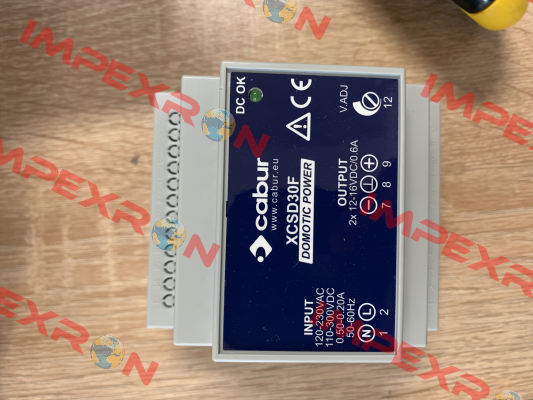 DC OK
V.ADJ
12
cabur
www.cabur.eu
XCSD30F
DOMOTIC POWER
CE
OUTPUT
2x 12-16VDC/0.6A
7 8 9
INPUT
120-230VAC
110-300VDC
0.50-0.20A
50-60Hz
N L
1 2
IMPEXRON
IMPEXRON
IMPEXRON
IMPEXRON
IMPEXRON